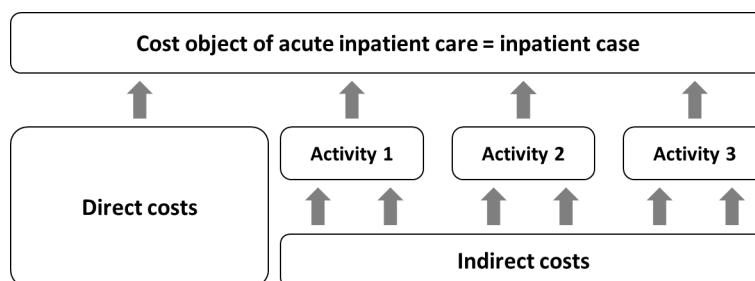 Cost object of acute inpatient care = inpatient case
Activity 1
Activity 2
Activity 3
Direct costs
Indirect costs